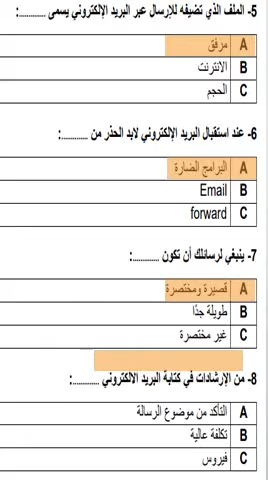 5- الملف الذي تضيفه للإرسال عبر البريد الإلكتروني يسمى ............:
A مرفق
B الانترنت
C الحجم
6- عند استقبال البريد الإلكتروني لابد الحذر من ............:
A البرامج الضارة
B Email
C forward
7- ينبغي لرسائلك أن تكون ............:
A قصيرة ومختصرة
B طويلة جدًا
C غير مختصرة
8- من الإرشادات في كتابة البريد الالكتروني ............:
A التأكد من موضوع الرسالة
B تكلفة عالية
C فيروس